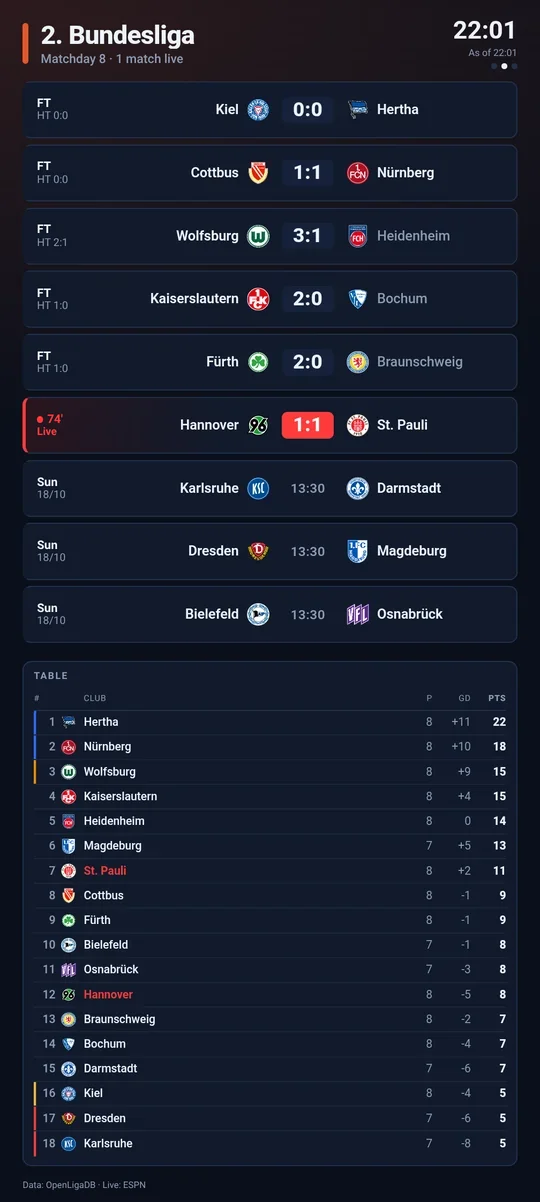 2. Bundesliga
Matchday 8 · 1 match live
22:01
As of 22:01
FT
HT 0:0
Kiel 0:0 Hertha
FT
HT 0:0
Cottbus 1:1 Nürnberg
FT
HT 2:1
Wolfsburg 3:1 Heidenheim
FT
HT 1:0
Kaiserslautern 2:0 Bochum
FT
HT 1:0
Fürth 2:0 Braunschweig
74'
Live
Hannover 1:1 St. Pauli
Sun
18/10
Karlsruhe 13:30 Darmstadt
Sun
18/10
Dresden 13:30 Magdeburg
Sun
18/10
Bielefeld 13:30 Osnabrück
TABLE
# CLUB P GD PTS
1 Hertha 8 +11 22
2 Nürnberg 8 +10 18
3 Wolfsburg 8 +9 15
4 Kaiserslautern 8 +4 15
5 Heidenheim 8 0 14
6 Magdeburg 7 +5 13
7 St. Pauli 8 +2 11
8 Cottbus 8 -1 9
9 Fürth 8 -1 9
10 Bielefeld 7 -1 8
11 Osnabrück 7 -3 8
12 Hannover 8 -5 8
13 Braunschweig 8 -2 7
14 Bochum 8 -4 7
15 Darmstadt 7 -6 7
16 Kiel 8 -4 5
17 Dresden 7 -6 5
18 Karlsruhe 7 -8 5
Data: OpenLigaDB · Live: ESPN